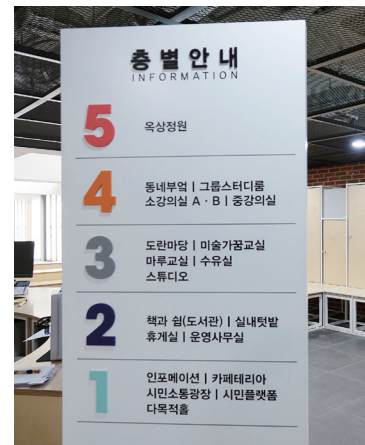 층별안내
INFORMATION
5
옥상정원
4
동네부엌 | 그룹스터디룸
소강의실 A · B | 중강의실
3
도란마당 | 미술가꿈교실
마루교실 | 수유실
스튜디오
2
책과 쉼(도서관) | 실내텃밭
휴게실 | 운영사무실
1
인포메이션 | 카페테리아
시민소통광장 | 시민플랫폼
다목적홀